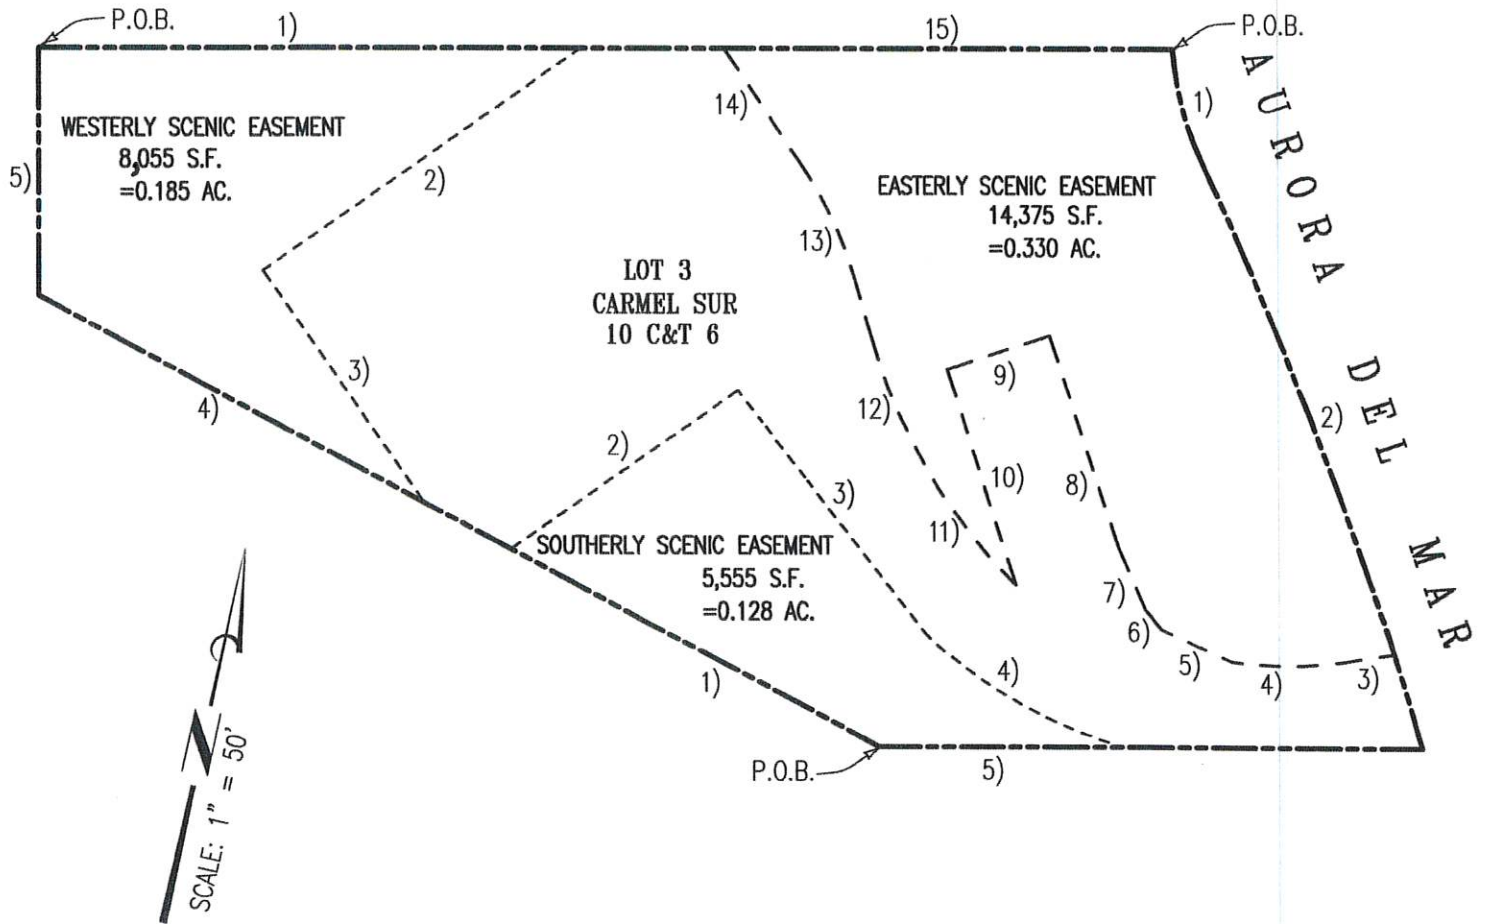 P.O.B.
1)
15)
P.O.B.
14)
1)
WESTERLY SCENIC EASEMENT
8,055 S.F.
=0.185 AC.
5)
2)
EASTERLY SCENIC EASEMENT
14,375 S.F.
=0.330 AC.
13)
LOT 3
CARMEL SUR
10 C&T 6
3)
4)
9)
12)
2)
2)
10)
8)
3)
11)
SOUTHERLY SCENIC EASEMENT
5,555 S.F.
=0.128 AC.
7)
6)
5)
4)
3)
4)
1)
P.O.B.
5)
AURORA DEL MAR
N
SCALE: 1" = 50'